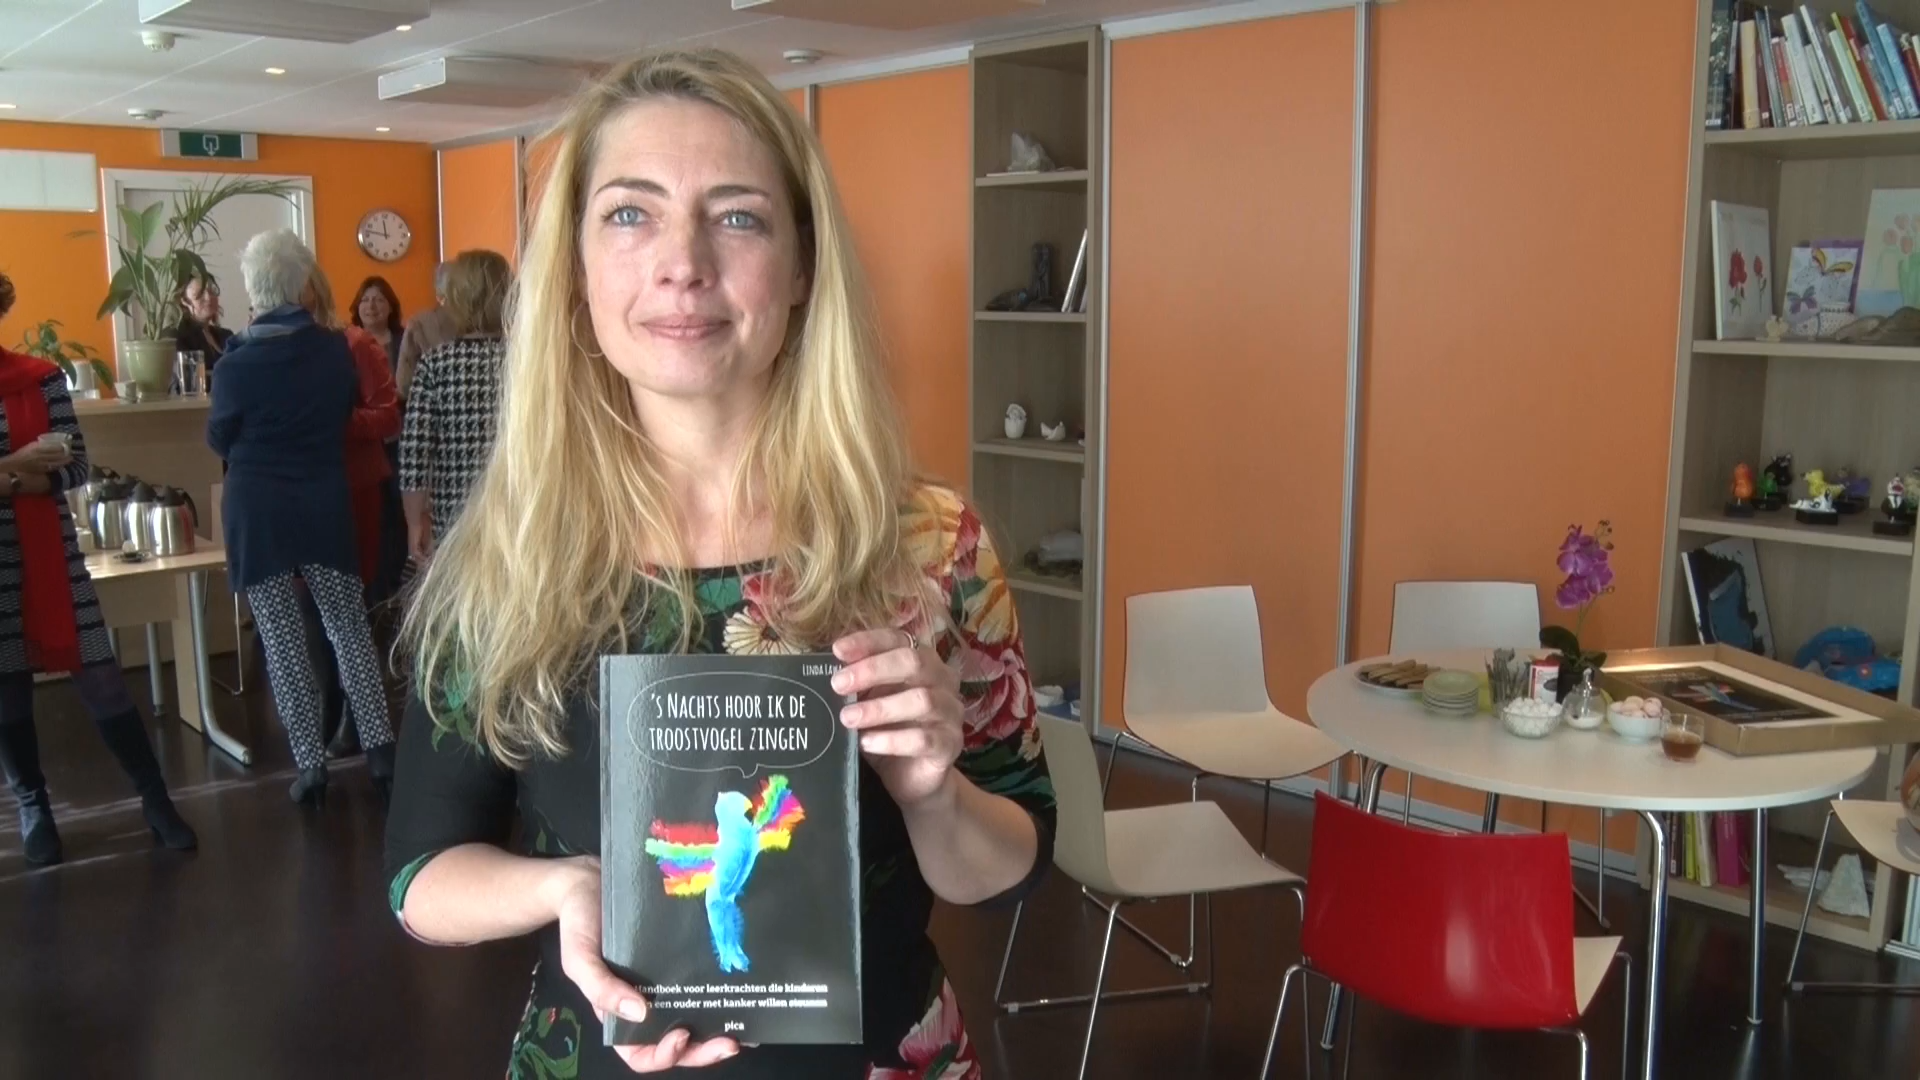 LINDA
'S NACHTS HOOR IK DE
TROOSTVOGEL ZINGEN
Handboek voor leerkrachten die kinderen
een ouder met kanker willen steunen
pica